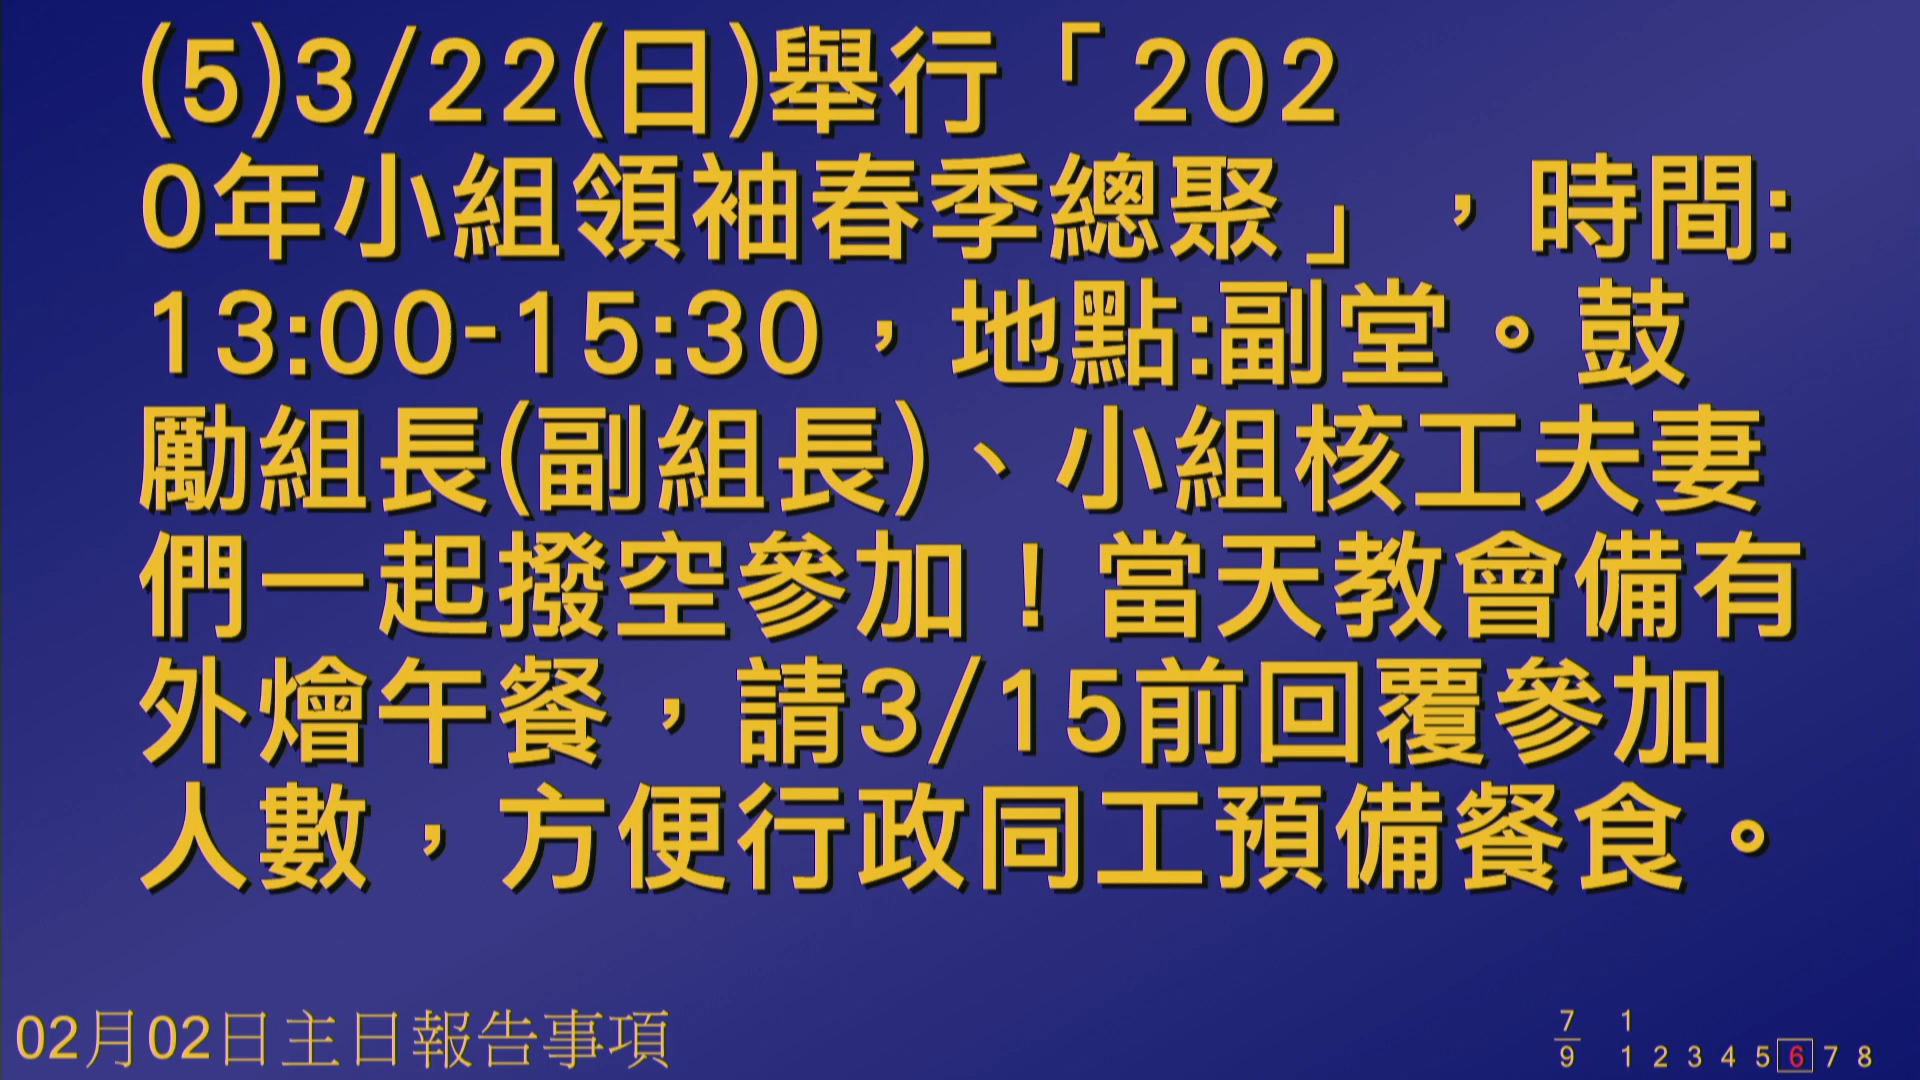 (5)3/22(日)舉行「202
0年小組領袖春季總聚」，時間:
13:00-15:30，地點:副堂。鼓
勵組長(副組長)、小組核工夫妻
們一起撥空參加！當天教會備有
外燴午餐，請3/15前回覆參加
人數，方便行政同工預備餐食。
02月02日主日報告事項
7 1
9 1 2 3 4 5 6 7 8